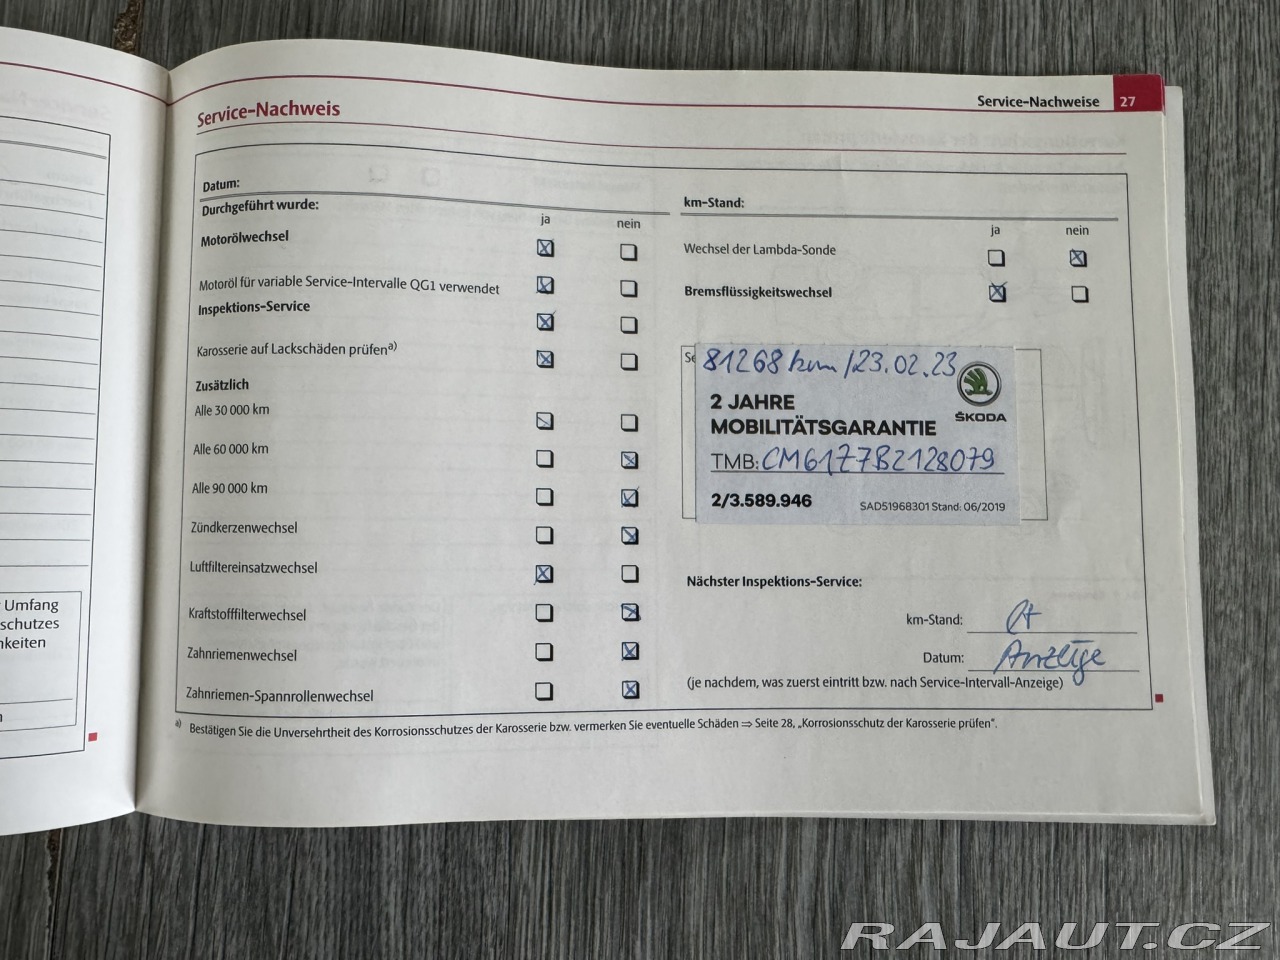 Service-Nachweis
Service-Nachweise 27
Datum:
Durchgeführt wurde:
ja nein
Motorölwechsel
Motoröl für variable Service-Intervalle QG1 verwendet
Inspektions-Service
Karosserie auf Lackschäden prüfen a)
Zusätzlich
Alle 30 000 km
Alle 60 000 km
Alle 90 000 km
Zündkerzenwechsel
Luftfiltereinsatzwechsel
Kraftstofffilterwechsel
Zahnriemenwechsel
Zahnriemen-Spannrollenwechsel
km-Stand:
ja nein
Wechsel der Lambda-Sonde
Bremsflüssigkeitswechsel
Se
81268 km /23.02.23
ŠKODA
2 JAHRE
MOBILITÄTSGARANTIE
TMB: CM61Z7B2128079
2/3.589.946 SAD51968301 Stand: 06/2019
Nächster Inspektions-Service:
km-Stand:
Datum: Anzeige
(je nachdem, was zuerst eintritt bzw. nach Service-Intervall-Anzeige)
a) Bestätigen Sie die Unversehrtheit des Korrosionsschutzes der Karosserie bzw. vermerken Sie eventuelle Schäden ⇒ Seite 28, „Korrosionsschutz der Karosserie prüfen“.
Umfang
schutzes
keiten
RAJAUT.CZ